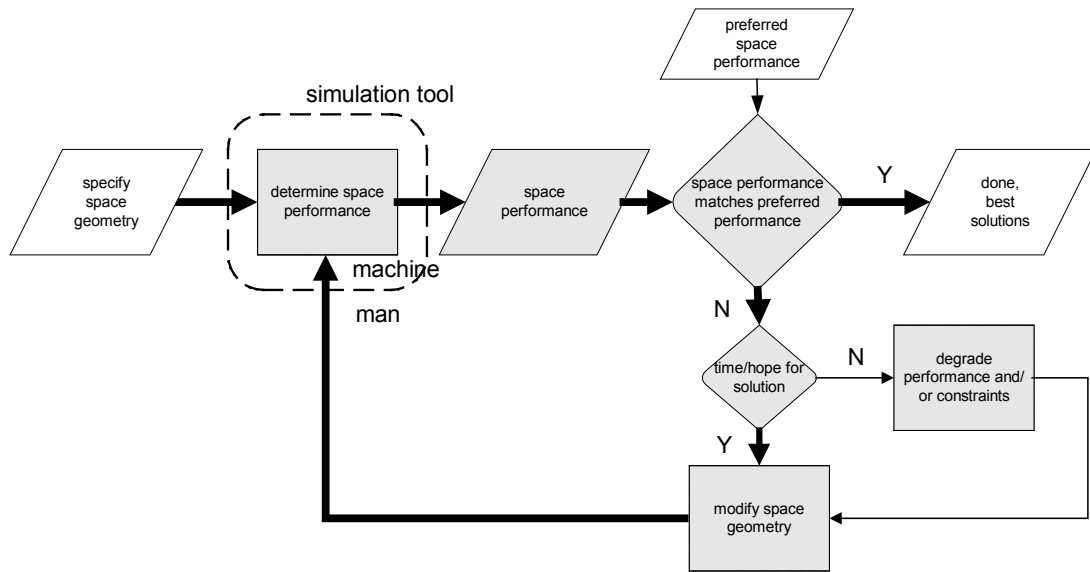 preferred
space
performance
simulation tool
specify
space
geometry
determine space
performance
space
performance
space performance
matches preferred
performance
Y
done,
best
solutions
machine
man
N
time/hope for
solution
N
degrade
performance and/
or constraints
Y
modify space
geometry